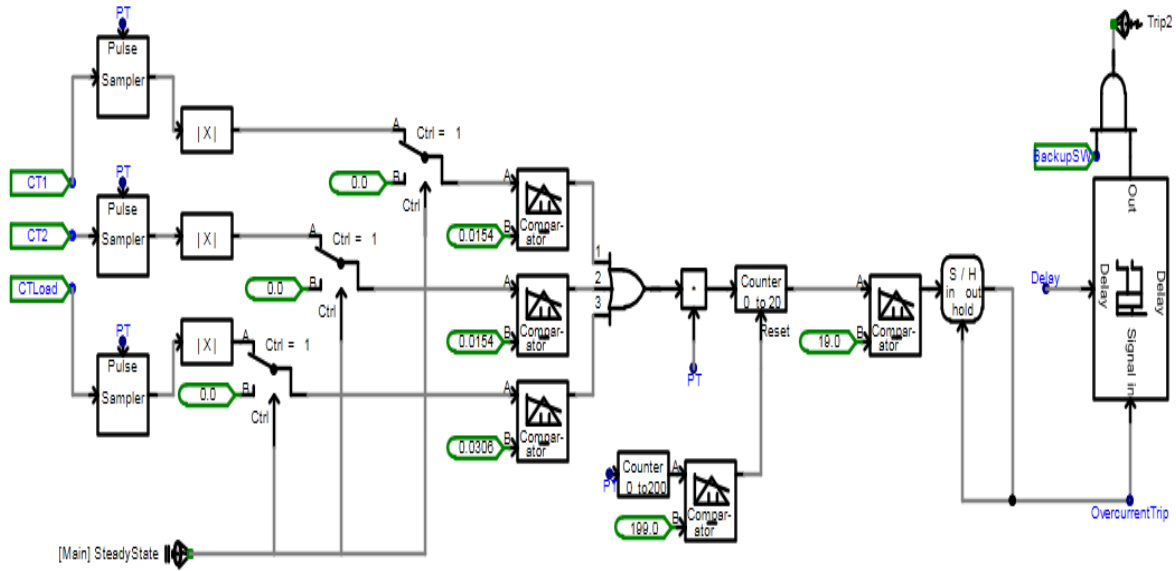 PT
Pulse
Sampler
| X |
A
Ctrl = 1
0.0
B
Ctrl
CT1
PT
Pulse
Sampler
CT2
| X |
A
Ctrl = 1
0.0
B
Ctrl
CTLoad
PT
Pulse
Sampler
| X |
A
Ctrl = 1
0.0
B
Ctrl
A
B
Compar-
ator
0.0154
A
B
Compar-
ator
0.0154
A
B
Compar-
ator
0.0306
1
2
3
PT
Counter
0 to 20
Reset
PT
Counter
0 to200
A
B
Compar-
ator
199.0
A
B
Compar-
ator
19.0
S / H
in out
hold
Trip2
BackupSW
Out
Delay
Delay
Delay
Signal in
OvercurrentTrip
[Main] SteadyState